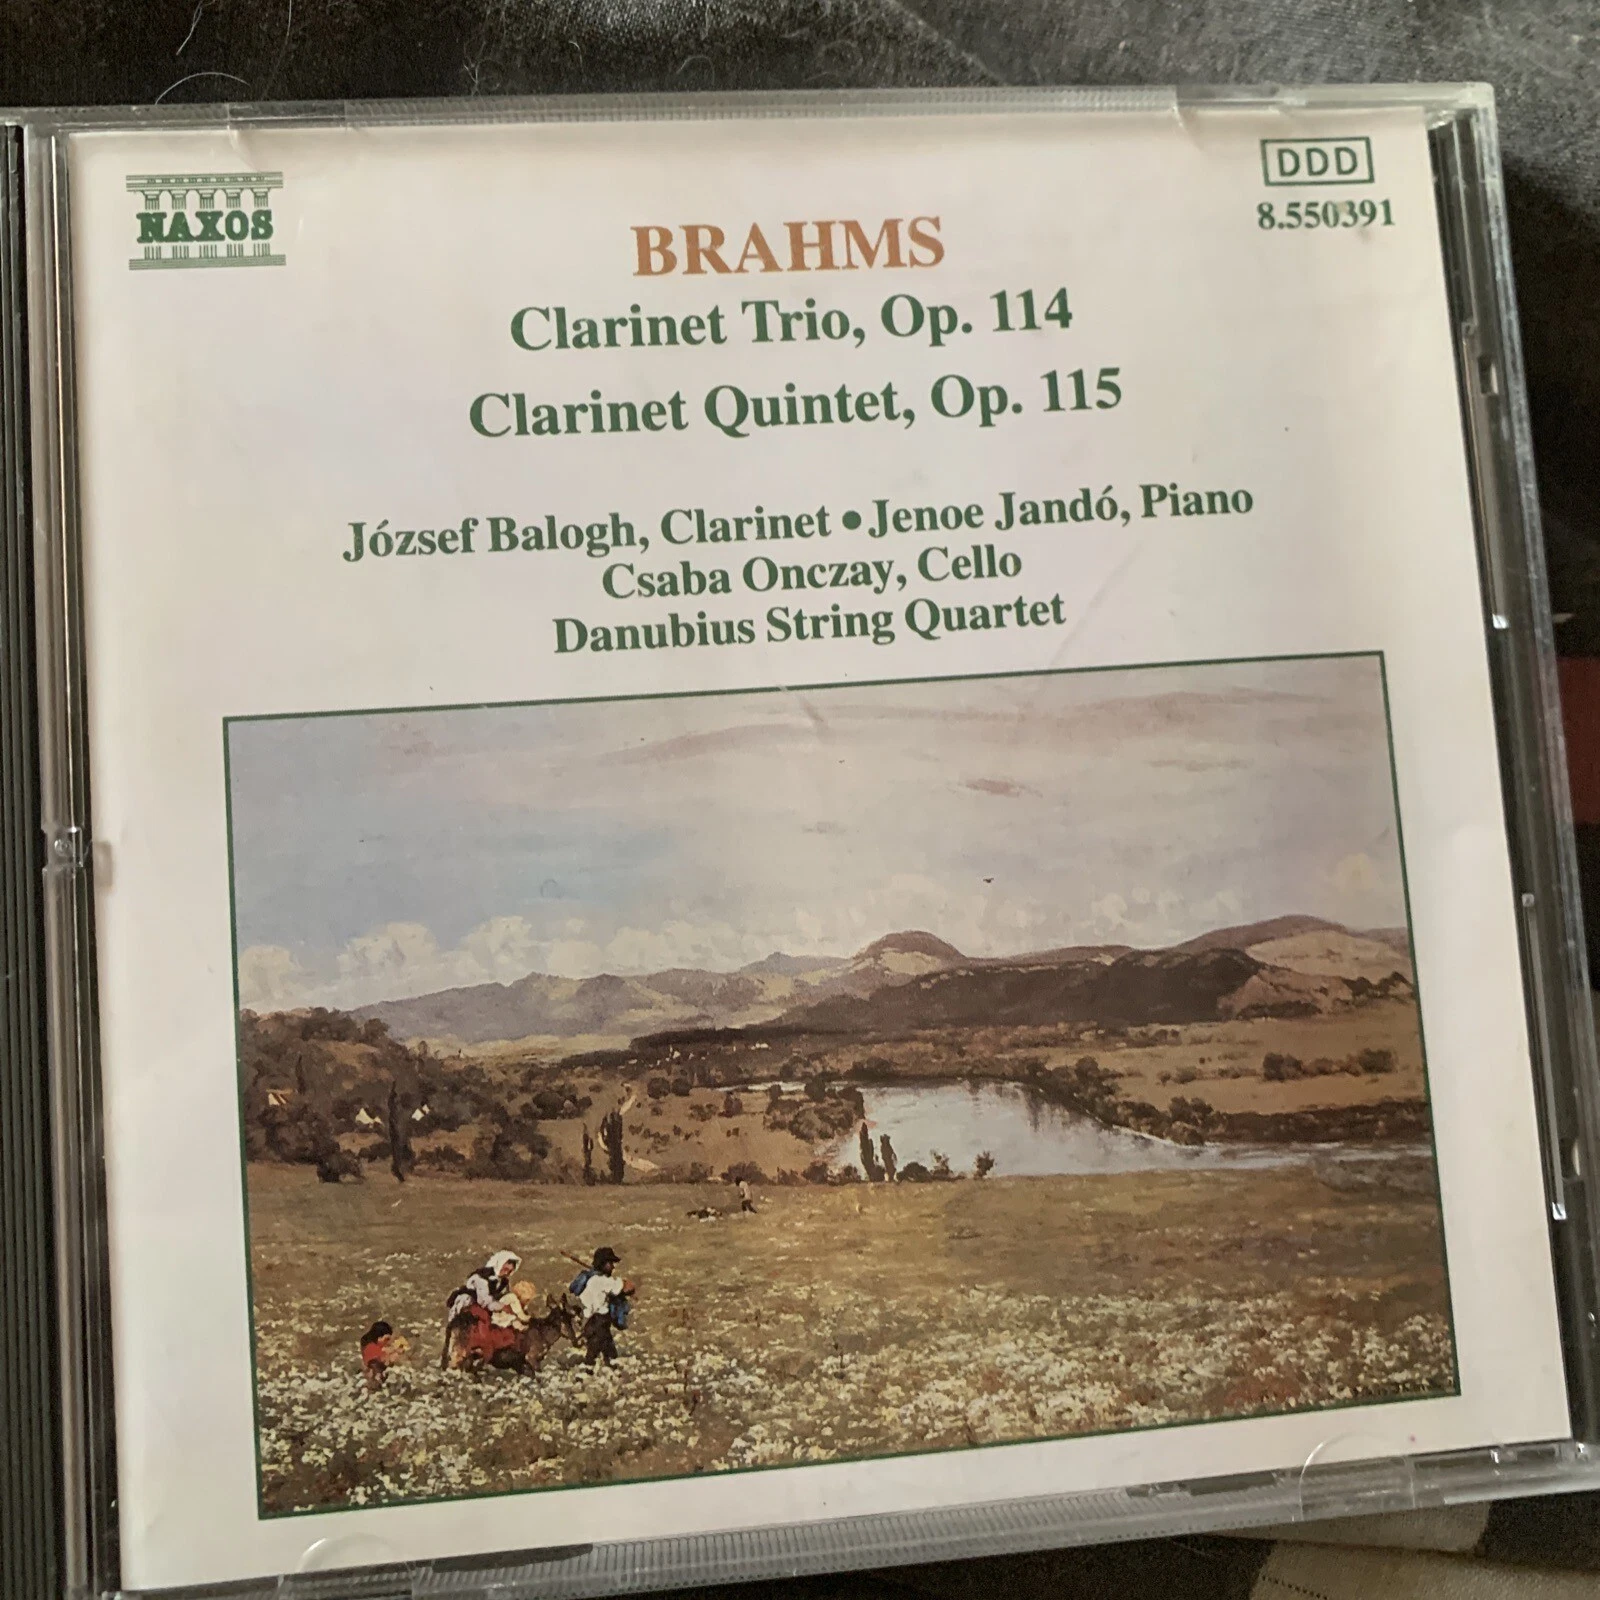 NAXOS
DDD
8.550391
BRAHMS
Clarinet Trio, Op. 114
Clarinet Quintet, Op. 115
József Balogh, Clarinet • Jenoe Jandó, Piano
Csaba Onczay, Cello
Danubius String Quartet